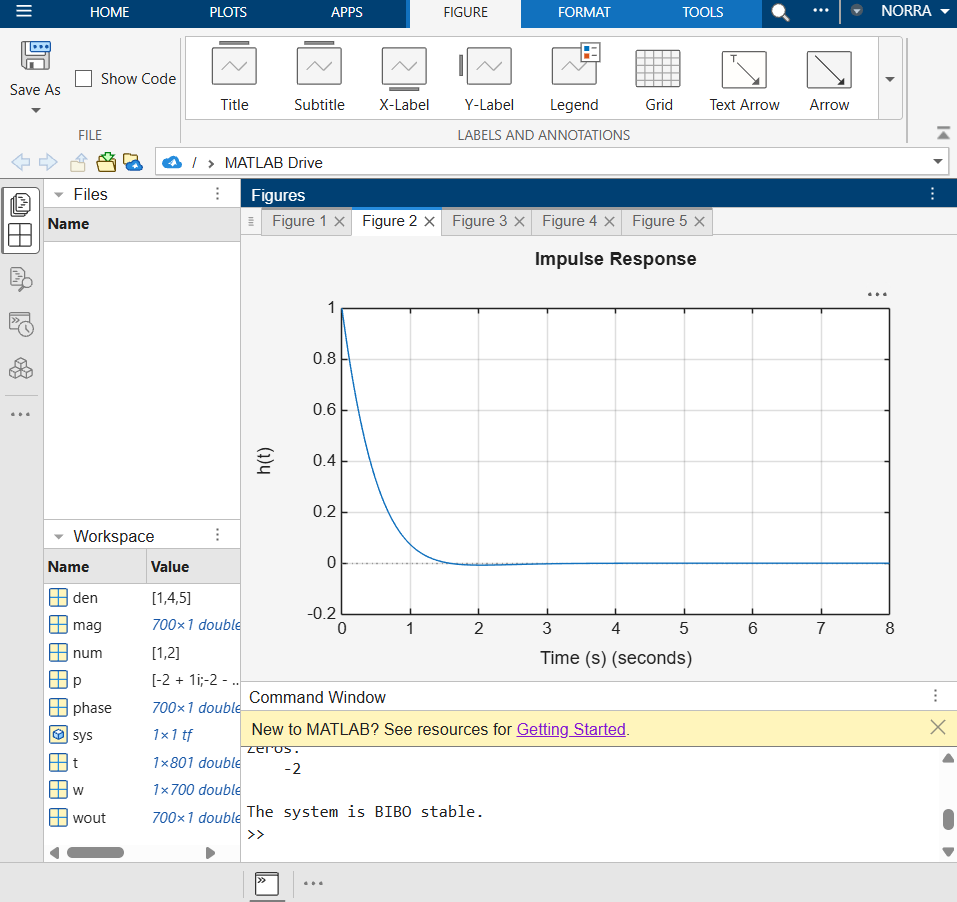 HOME PLOTS APPS FIGURE FORMAT TOOLS NORRA
Save As
Show Code
FILE
Title Subtitle X-Label Y-Label Legend Grid Text Arrow Arrow
LABELS AND ANNOTATIONS
/ > MATLAB Drive
Files
Name
Figures
Figure 1 Figure 2 Figure 3 Figure 4 Figure 5
Impulse Response
h(t)
1
0.8
0.6
0.4
0.2
0
-0.2
0 1 2 3 4 5 6 7 8
Time (s) (seconds)
Workspace
Name Value
den [1,4,5]
mag 700×1 double
num [1,2]
p [-2 + 1i;-2 - ...
phase 700×1 double
sys 1×1 tf
t 1×801 double
w 1×700 double
wout 700×1 double
Command Window
New to MATLAB? See resources for Getting Started.
Zeros:
-2
The system is BIBO stable.
>>